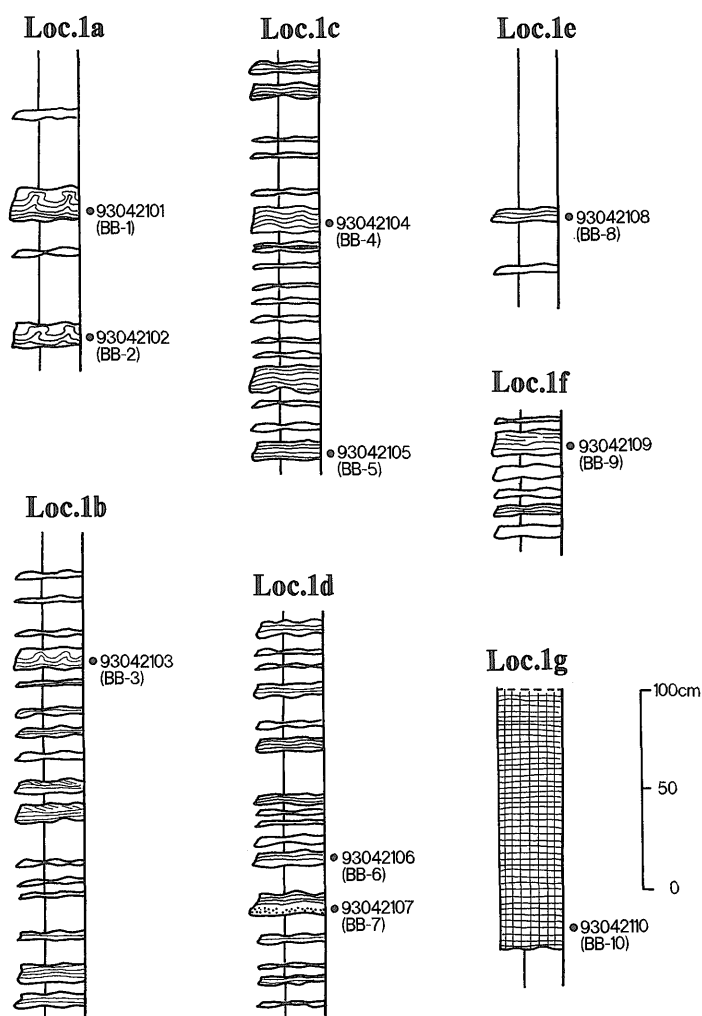 Loc.1a
93042101
(BB-1)
93042102
(BB-2)
Loc.1b
93042103
(BB-3)
Loc.1c
93042104
(BB-4)
93042105
(BB-5)
Loc.1d
93042106
(BB-6)
93042107
(BB-7)
Loc.1e
93042108
(BB-8)
Loc.1f
93042109
(BB-9)
Loc.1g
93042110
(BB-10)
100cm
50
0